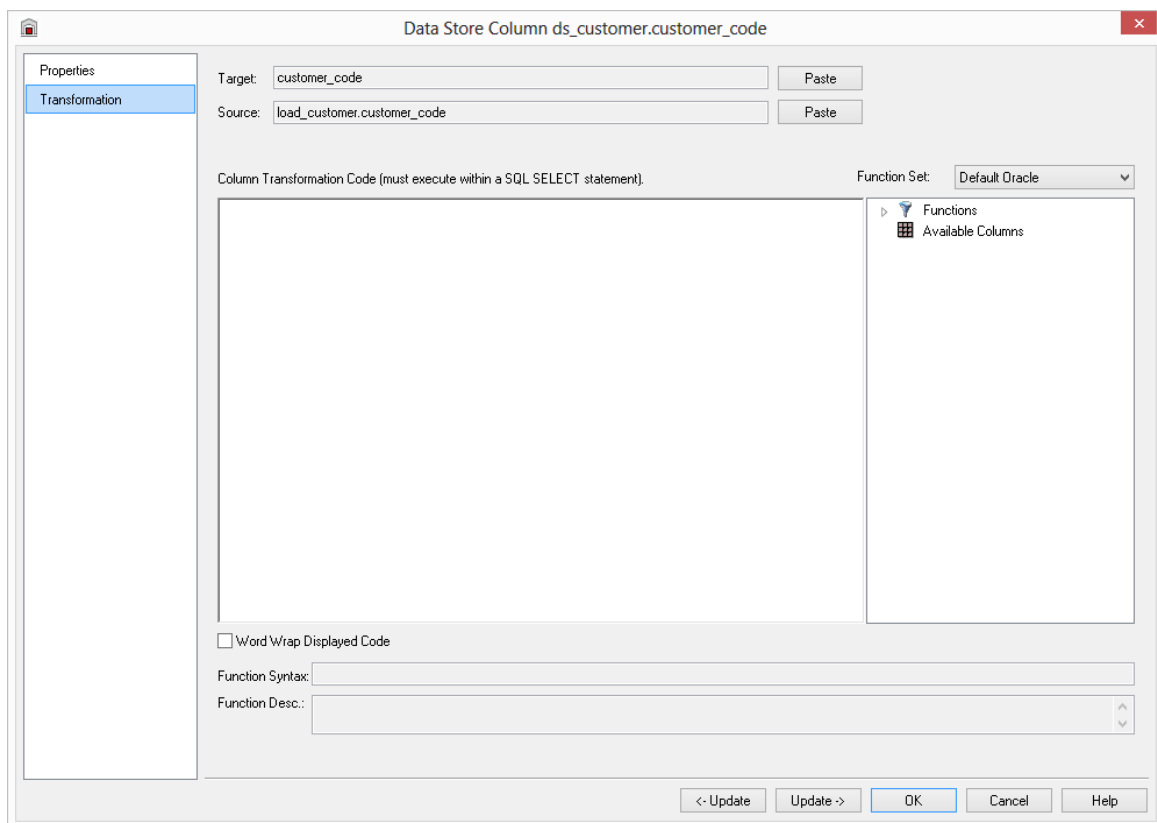 Data Store Column ds_customer.customer_code
Properties
Transformation
Target: customer_code Paste
Source: load_customer.customer_code Paste
Column Transformation Code (must execute within a SQL SELECT statement). Function Set: Default Oracle
Functions
Available Columns
Word Wrap Displayed Code
Function Syntax:
Function Desc.:
<- Update Update -> OK Cancel Help